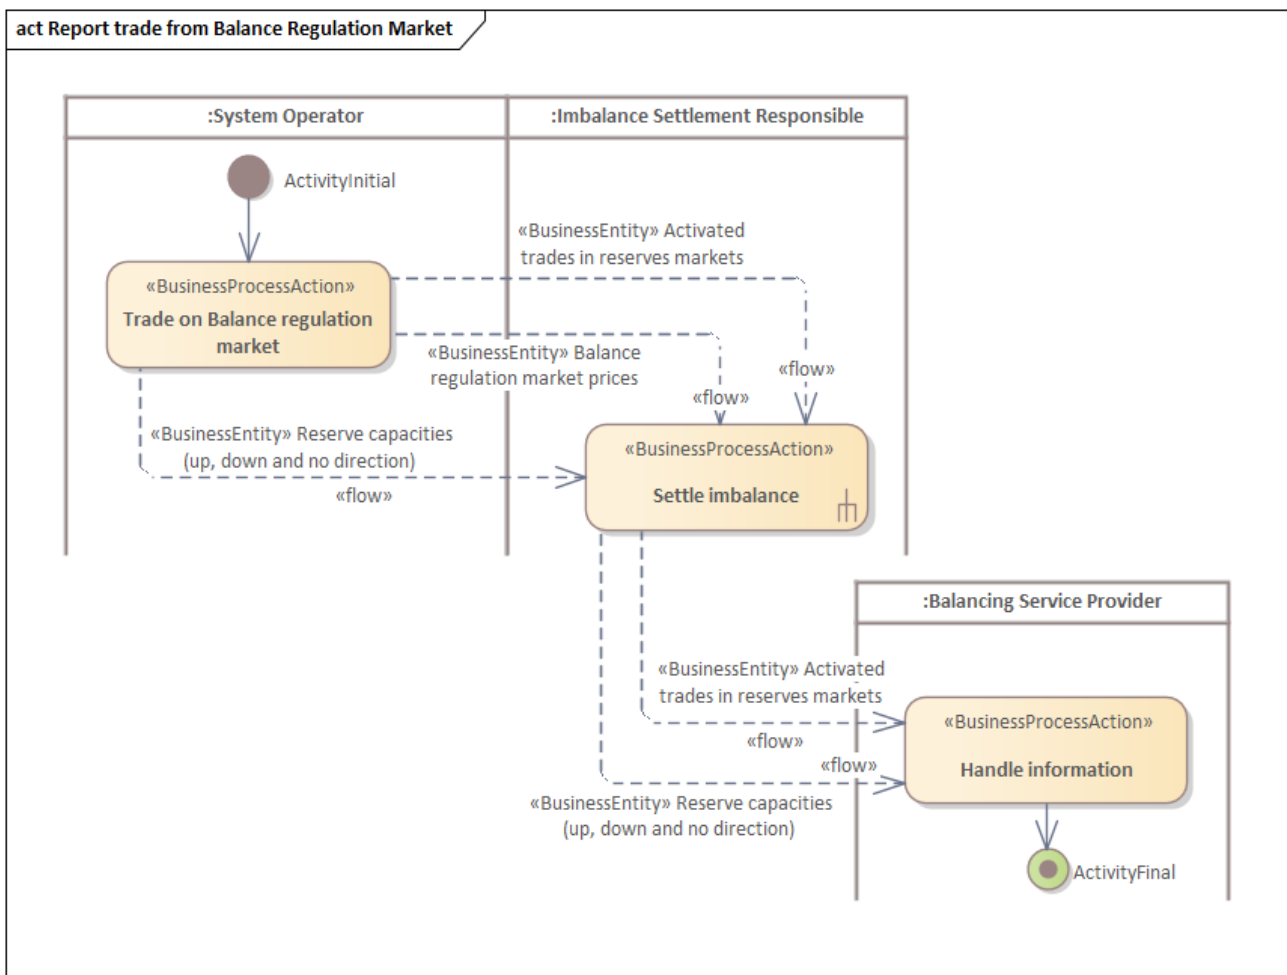 act Report trade from Balance Regulation Market
:System Operator
:Imbalance Settlement Responsible
ActivityInitial
«BusinessEntity» Activated
trades in reserves markets
«BusinessProcessAction»
Trade on Balance regulation
market
«BusinessEntity» Balance
regulation market prices
«flow»
«flow»
«BusinessEntity» Reserve capacities
(up, down and no direction)
«flow»
«BusinessProcessAction»
Settle imbalance
:Balancing Service Provider
«BusinessEntity» Activated
trades in reserves markets
«flow»
«BusinessProcessAction»
Handle information
«flow»
«BusinessEntity» Reserve capacities
(up, down and no direction)
ActivityFinal